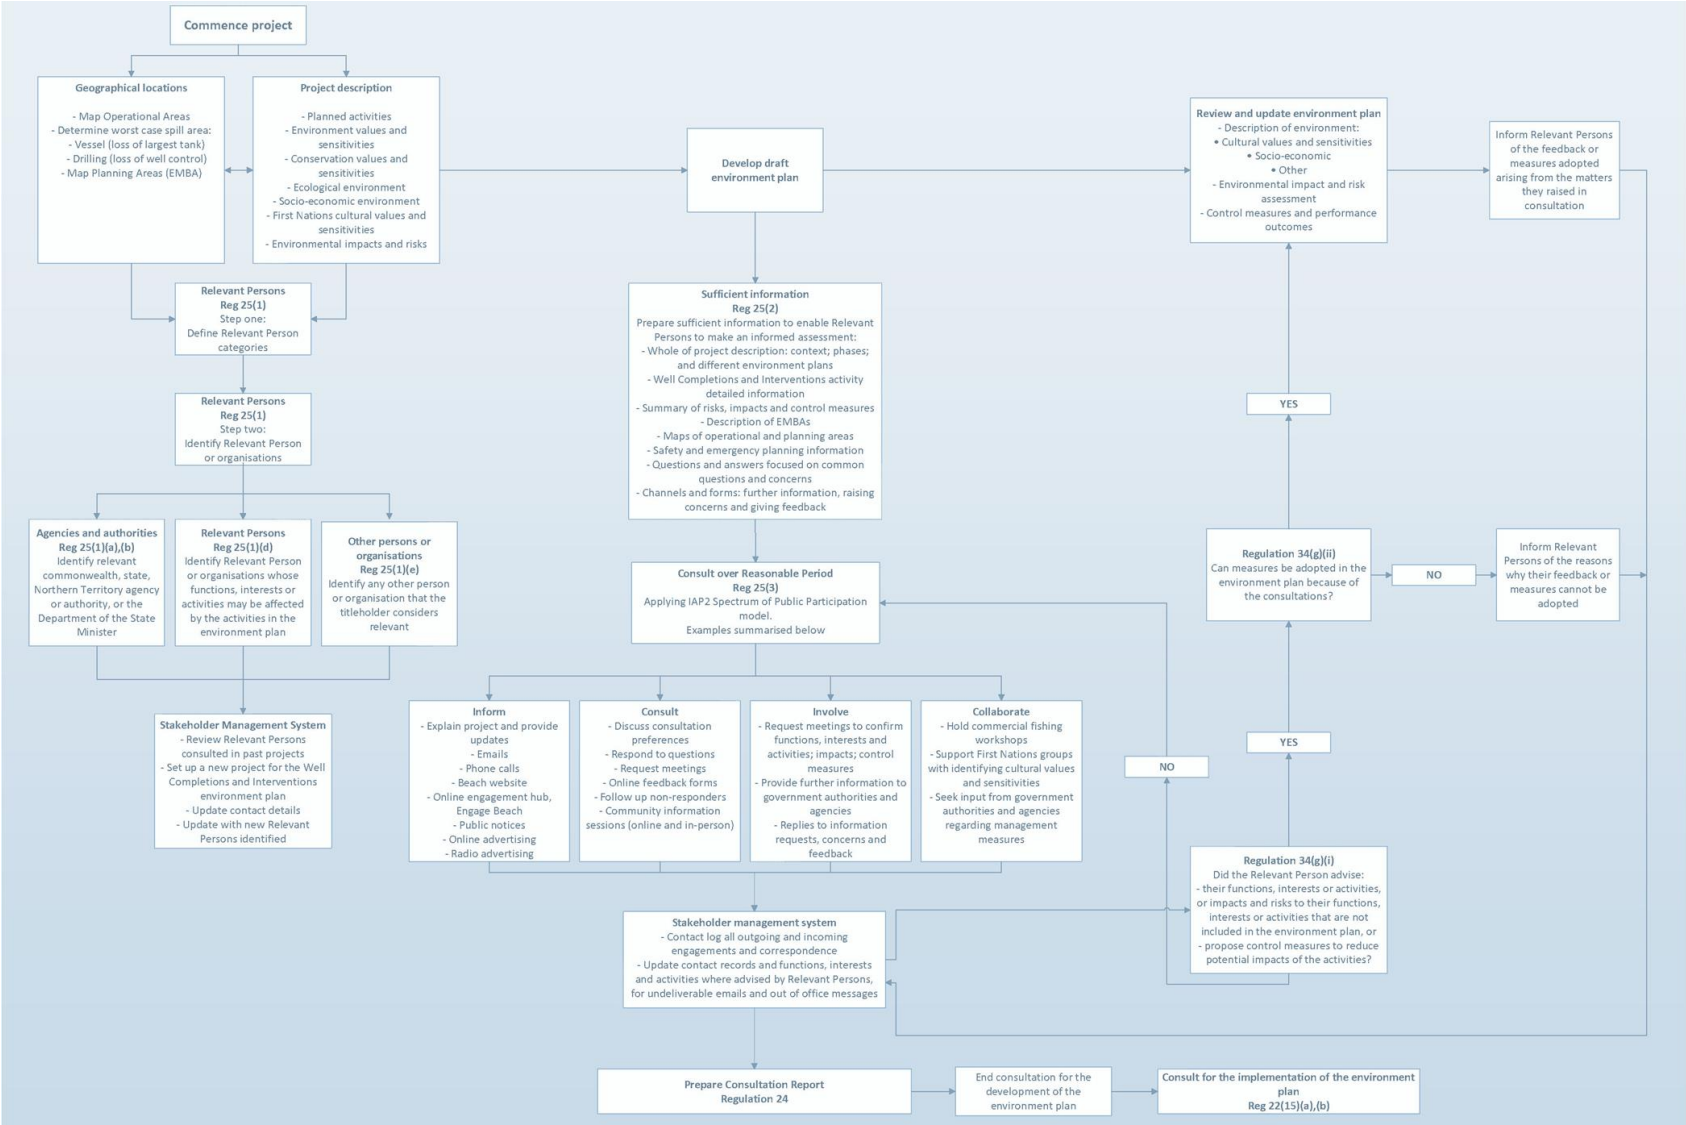 Commence project
Geographical locations
- Map Operational Areas
- Determine worst case spill area:
- Vessel (loss of largest tank)
- Drilling (loss of well control)
- Map Planning Areas (EMBA)
Project description
- Planned activities
- Environment values and
sensitivities
- Conservation values and
sensitivities
- Ecological environment
- Socio-economic environment
- First Nations cultural values and
sensitivities
- Environmental impacts and risks
Develop draft
environment plan
Review and update environment plan
- Description of environment:
• Cultural values and sensitivities
• Socio-economic
• Other
- Environmental impact and risk
assessment
- Control measures and performance
outcomes
Inform Relevant Persons
of the feedback or
measures adopted
arising from the matters
they raised in
consultation
Relevant Persons
Reg 25(1)
Step one:
Define Relevant Person
categories
Relevant Persons
Reg 25(1)
Step two:
Identify Relevant Person
or organisations
Agencies and authorities
Reg 25(1)(a),(b)
Identify relevant
commonwealth, state,
Northern Territory agency
or authority, or the
Department of the State
Minister
Relevant Persons
Reg 25(1)(d)
Identify Relevant Person
or organisations whose
functions, interests or
activities may be affected
by the activities in the
environment plan
Other persons or
organisations
Reg 25(1)(e)
Identify any other person
or organisation that the
titleholder considers
relevant
Stakeholder Management System
- Review Relevant Persons
consulted in past projects
- Set up a new project for the Well
Completions and Interventions
environment plan
- Update contact details
- Update with new Relevant
Persons identified
Sufficient information
Reg 25(2)
Prepare sufficient information to enable Relevant
Persons to make an informed assessment:
- Whole of project description: context; phases;
and different environment plans
- Well Completions and Interventions activity
detailed information
- Summary of risks, impacts and control measures
- Description of EMBAs
- Maps of operational and planning areas
- Safety and emergency planning information
- Questions and answers focused on common
questions and concerns
- Channels and forms: further information, raising
concerns and giving feedback
Consult over Reasonable Period
Reg 25(3)
Applying IAP2 Spectrum of Public Participation
model.
Examples summarised below
Inform
- Explain project and provide
updates
- Emails
- Phone calls
- Beach website
- Online engagement hub,
Engage Beach
- Public notices
- Online advertising
- Radio advertising
Consult
- Discuss consultation
preferences
- Respond to questions
- Request meetings
- Online feedback forms
- Follow up non-responders
- Community information
sessions (online and in-person)
Involve
- Request meetings to confirm
functions, interests and
activities; impacts; control
measures
- Provide further information to
government authorities and
agencies
- Replies to information
requests, concerns and
feedback
Collaborate
- Hold commercial fishing
workshops
- Support First Nations groups
with identifying cultural values
and sensitivities
- Seek input from government
authorities and agencies
regarding management
measures
Stakeholder management system
- Contact log all outgoing and incoming
engagements and correspondence
- Update contact records and functions, interests
and activities where advised by Relevant Persons,
for undeliverable emails and out of office messages
YES
Regulation 34(g)(ii)
Can measures be adopted in the
environment plan because of
the consultations?
NO
Inform Relevant
Persons of the reasons
why their feedback or
measures cannot be
adopted
YES
NO
Regulation 34(g)(i)
Did the Relevant Person advise:
- their functions, interests or activities,
or impacts and risks to their functions,
interests or activities that are not
included in the environment plan, or
- propose control measures to reduce
potential impacts of the activities?
Prepare Consultation Report
Regulation 24
End consultation for the
development of the
environment plan
Consult for the implementation of the environment
plan
Reg 22(15)(a),(b)